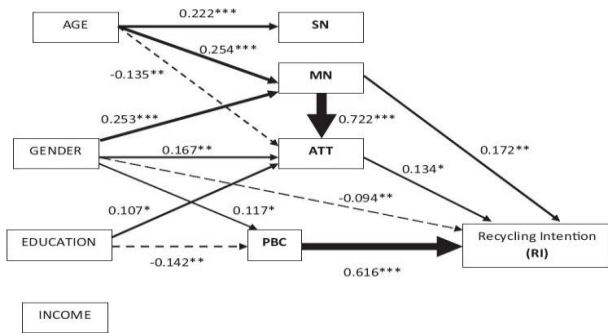 AGE
0.222***
SN
0.254***
MN
-0.135**
0.253***
0.722***
GENDER
0.167**
ATT
0.172**
0.134*
-0.094**
0.107*
0.117*
EDUCATION
PBC
Recycling Intention
(RI)
-0.142**
0.616***
INCOME